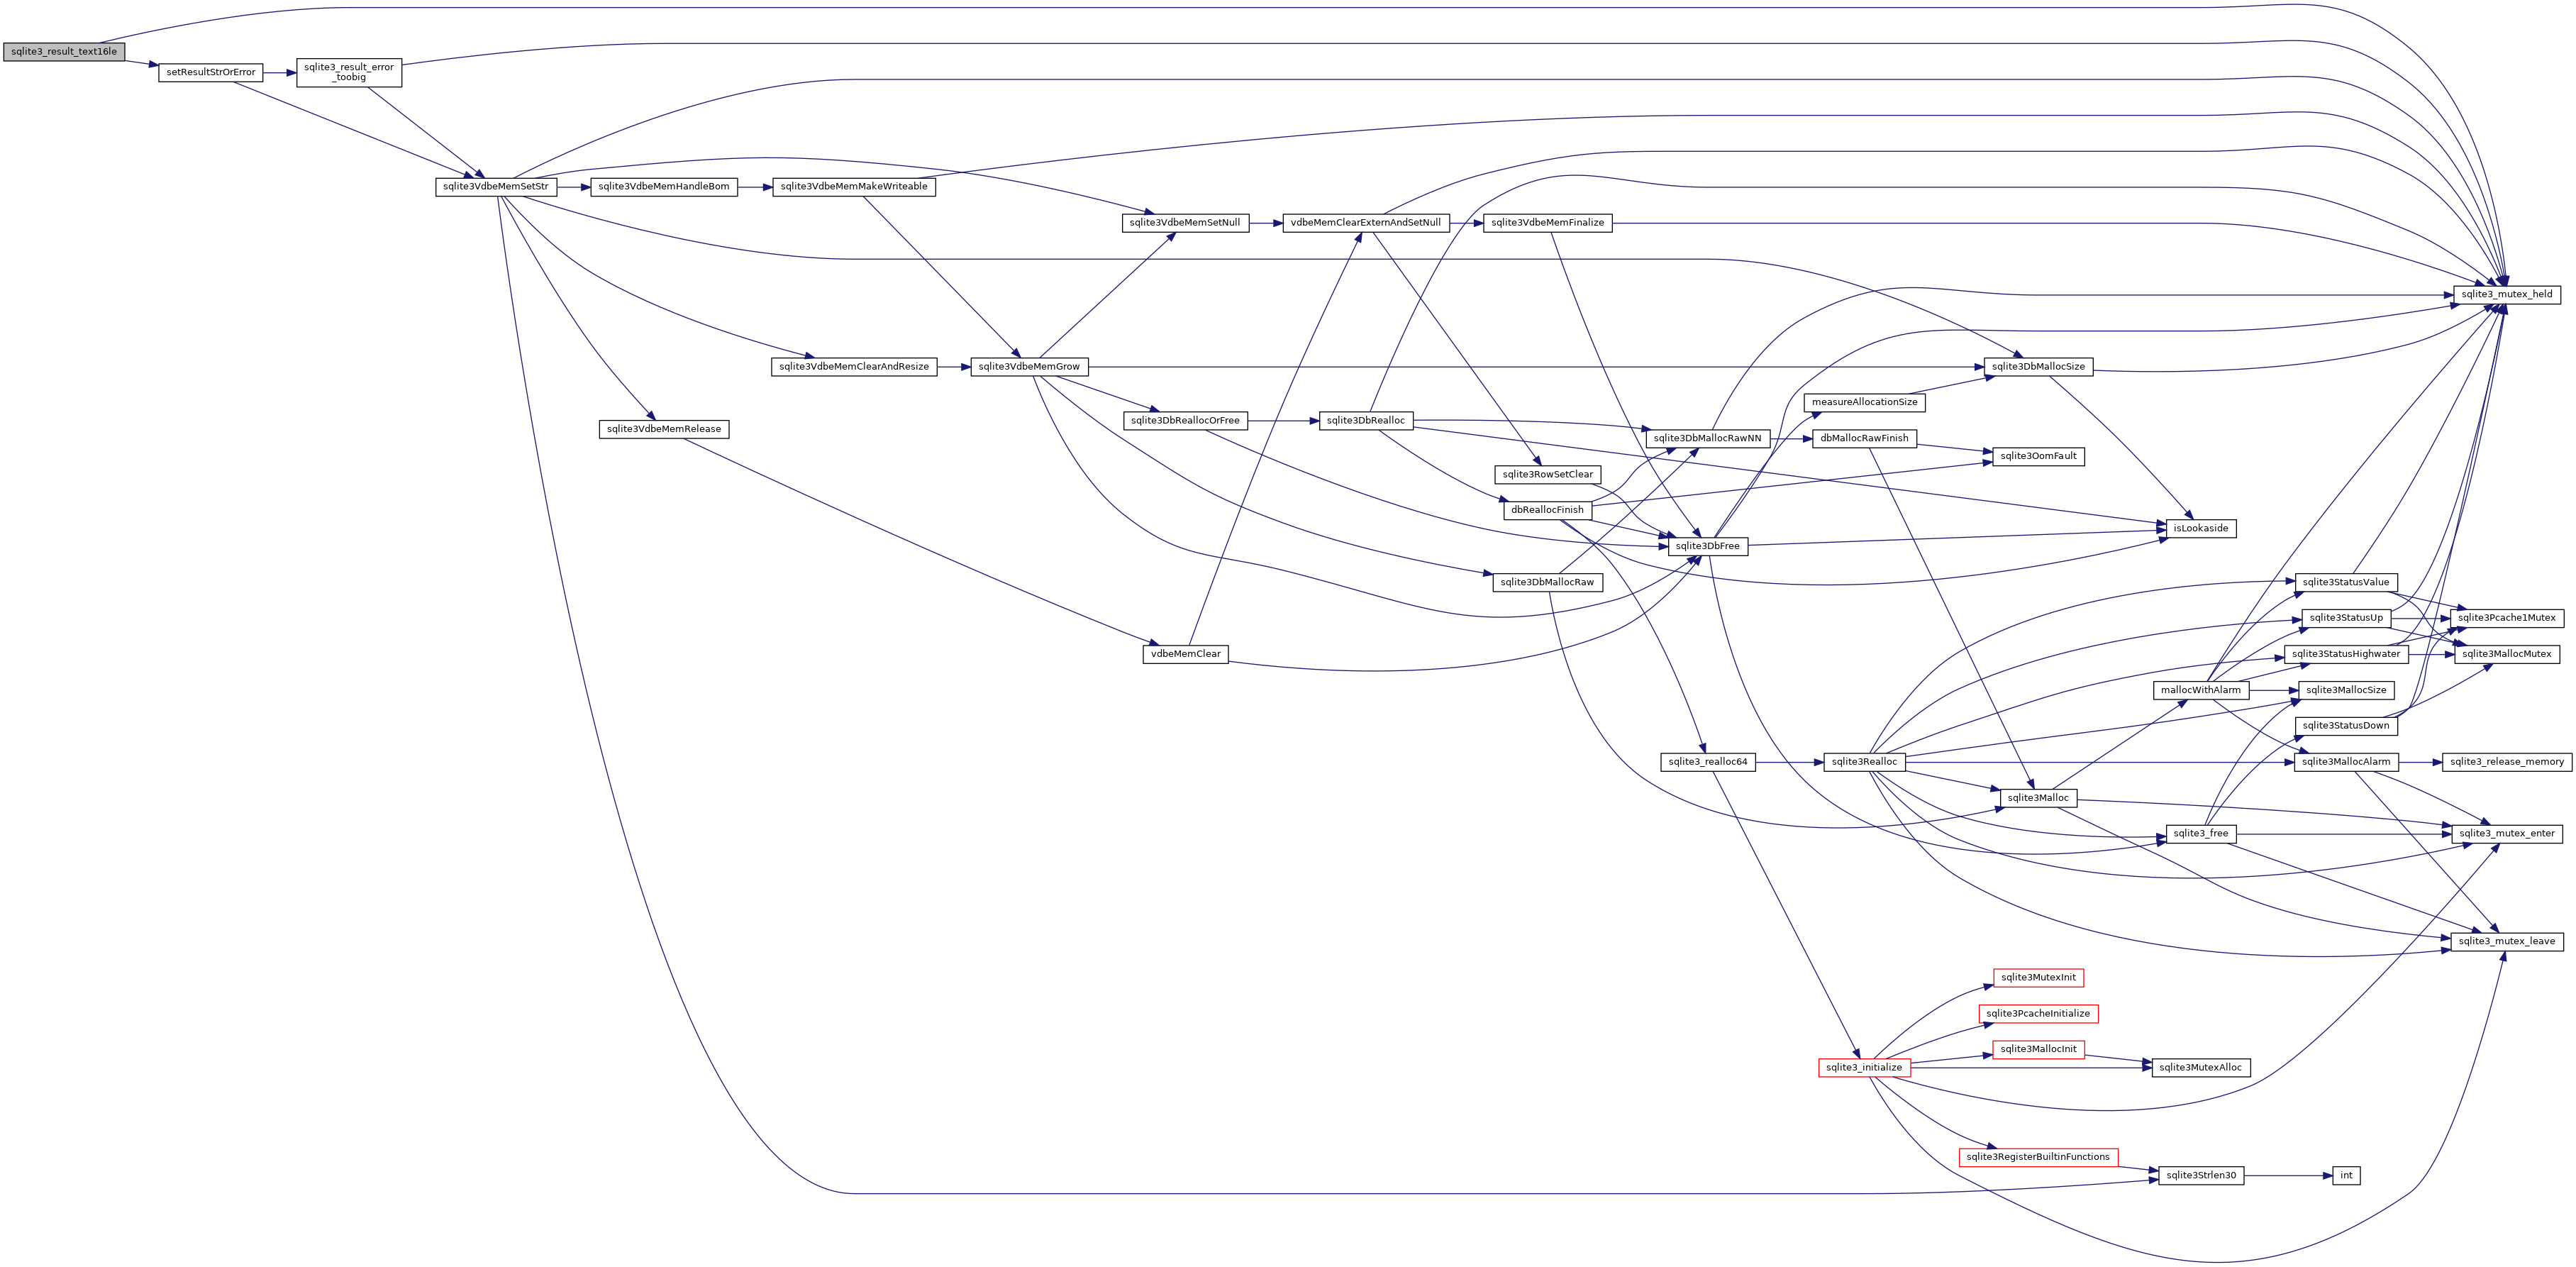 sqlite3_result_text16le
setResultStrOrError
sqlite3_result_error
_toobig
sqlite3VdbeMemSetStr
sqlite3VdbeMemHandleBom
sqlite3VdbeMemMakeWriteable
sqlite3VdbeMemSetNull
vdbeMemClearExternAndSetNull
sqlite3VdbeMemFinalize
sqlite3_mutex_held
sqlite3VdbeMemClearAndResize
sqlite3VdbeMemGrow
sqlite3DbMallocSize
measureAllocationSize
sqlite3DbReallocOrFree
sqlite3DbRealloc
sqlite3VdbeMemRelease
sqlite3DbMallocRawNN
dbMallocRawFinish
sqlite3OomFault
sqlite3RowSetClear
dbReallocFinish
isLookaside
sqlite3DbFree
sqlite3DbMallocRaw
sqlite3StatusValue
sqlite3StatusUp
sqlite3Pcache1Mutex
vdbeMemClear
sqlite3StatusHighwater
sqlite3MallocMutex
mallocWithAlarm
sqlite3MallocSize
sqlite3StatusDown
sqlite3_realloc64
sqlite3Realloc
sqlite3MallocAlarm
sqlite3_release_memory
sqlite3Malloc
sqlite3_free
sqlite3_mutex_enter
sqlite3_mutex_leave
sqlite3MutexInit
sqlite3PcacheInitialize
sqlite3MallocInit
sqlite3_initialize
sqlite3MutexAlloc
sqlite3RegisterBuiltinFunctions
sqlite3Strlen30
int